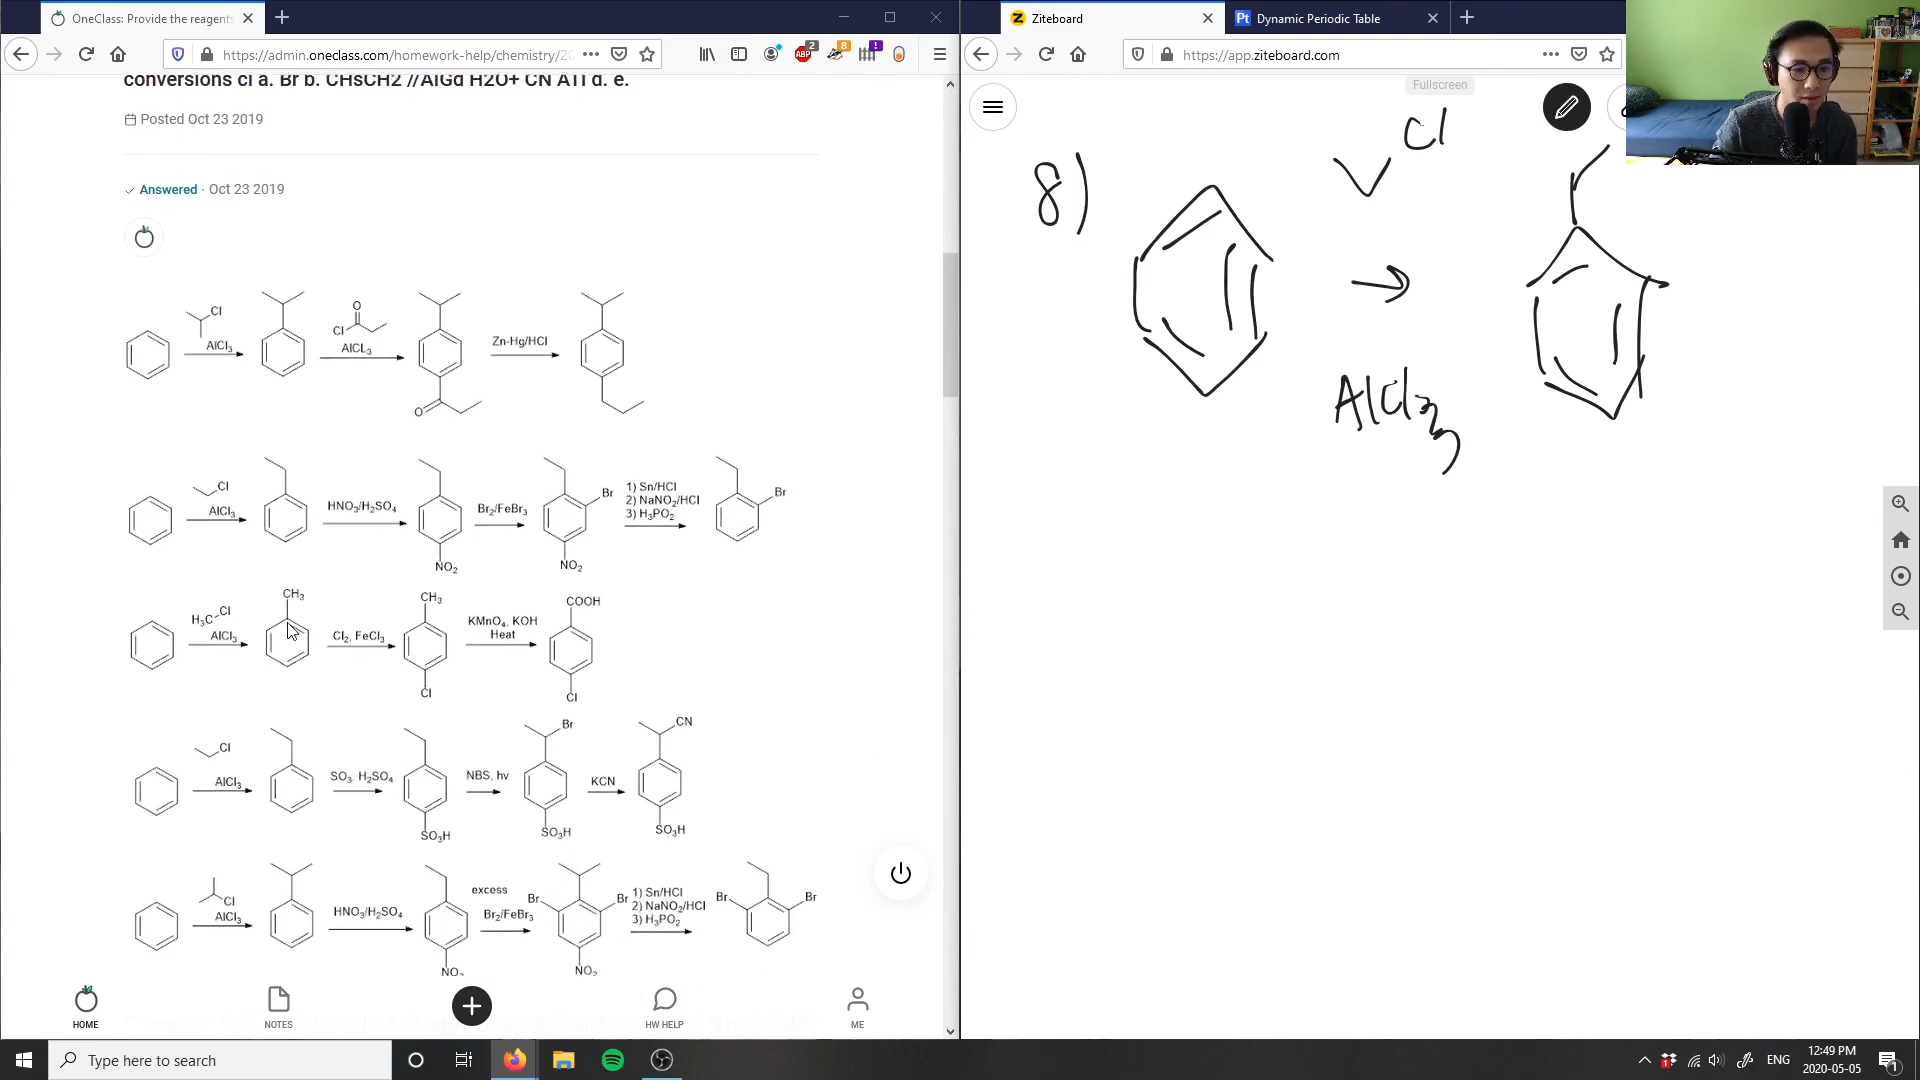 OneClass: Provide the reagents
https://admin.oneclass.com/homework-help/chemistry/20
conversions cl a. Br b. CHsCH2 //AlGd H2O+ CN ATI d. e.
Posted Oct 23 2019
Answered · Oct 23 2019
Cl
AlCl3
O
Cl
AlCL3
O
Zn-Hg/HCl
Cl
AlCl3
HNO3/H2SO4
NO2
Br2/FeBr3
Br
NO2
1) Sn/HCl
2) NaNO2/HCl
3) H3PO2
Br
H3C Cl
AlCl3
CH3
Cl2, FeCl3
CH3
Cl
KMnO4, KOH
Heat
COOH
Cl
Cl
AlCl3
SO3, H2SO4
SO3H
NBS, hv
Br
SO3H
KCN
CN
SO3H
Cl
AlCl3
HNO3/H2SO4
NO2
excess
Br2/FeBr3
Br Br
NO2
1) Sn/HCl
2) NaNO2/HCl
3) H3PO2
Br Br
HOME
NOTES
HW HELP
ME
Ziteboard
Dynamic Periodic Table
https://app.ziteboard.com
Fullscreen
8)
Cl
AlCl3
Type here to search
ENG
12:49 PM
2020-05-05